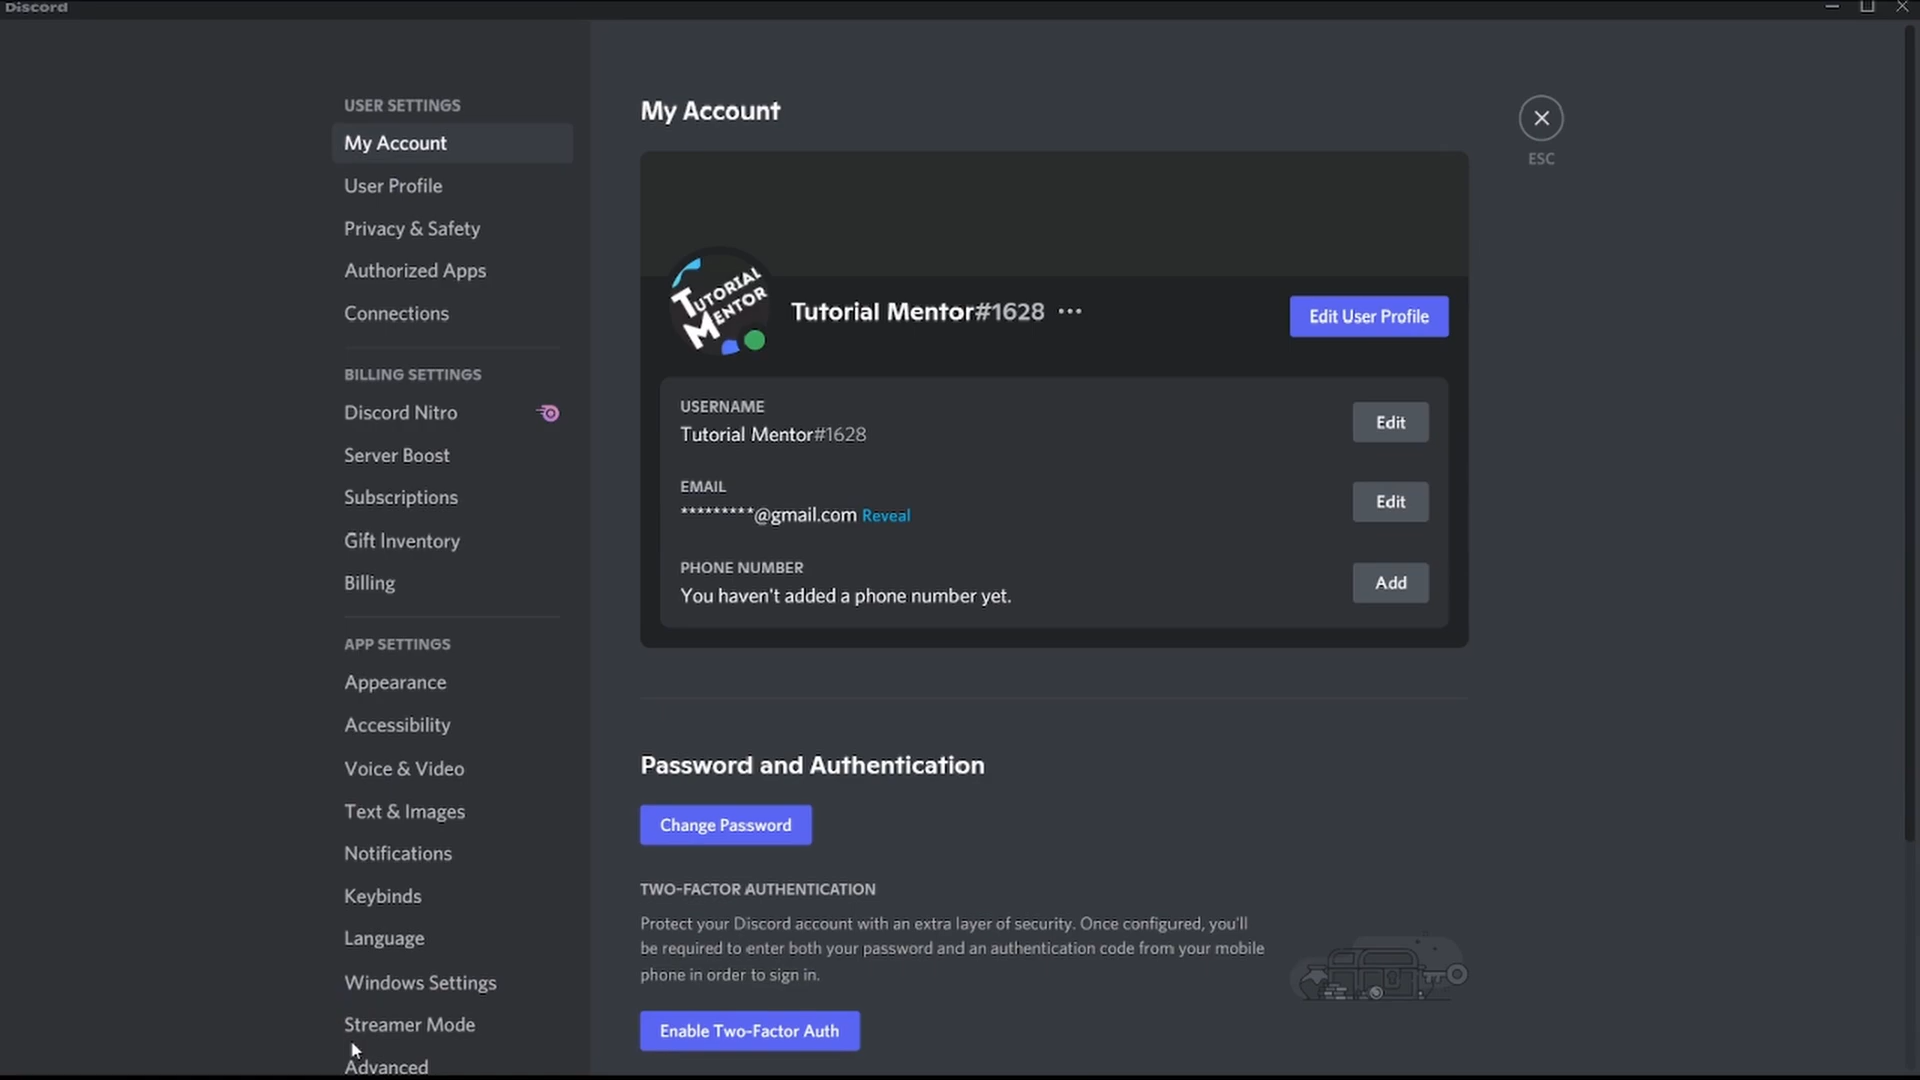 Discord
USER SETTINGS
My Account
User Profile
Privacy & Safety
Authorized Apps
Connections
BILLING SETTINGS
Discord Nitro
Server Boost
Subscriptions
Gift Inventory
Billing
APP SETTINGS
Appearance
Accessibility
Voice & Video
Text & Images
Notifications
Keybinds
Language
Windows Settings
Streamer Mode
Advanced
My Account
ESC
TUTORIAL
MENTOR
Tutorial Mentor#1628
Edit User Profile
USERNAME
Tutorial Mentor#1628
Edit
EMAIL
*********@gmail.com Reveal
Edit
PHONE NUMBER
You haven't added a phone number yet.
Add
Password and Authentication
Change Password
TWO-FACTOR AUTHENTICATION
Protect your Discord account with an extra layer of security. Once configured, you'll
be required to enter both your password and an authentication code from your mobile
phone in order to sign in.
Enable Two-Factor Auth